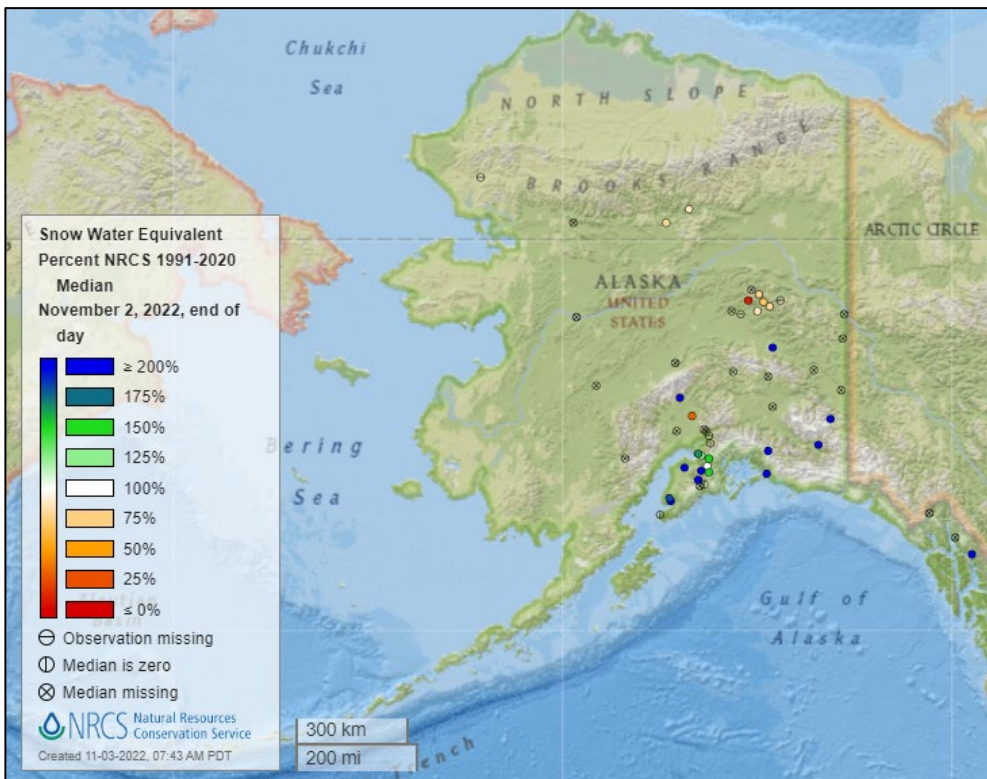 Chukchi
Sea
NORTH SLOPE
BROOKS RANGE
ARCTIC CIRCLE
ALASKA
UNITED
STATES
Bering
Sea
Gulf of
Alaska
Aleutian
Basin
Trench
Snow Water Equivalent
Percent NRCS 1991-2020
Median
November 2, 2022, end of
day
≥ 200%
175%
150%
125%
100%
75%
50%
25%
≤ 0%
Observation missing
Median is zero
Median missing
NRCS Natural Resources
Conservation Service
Created 11-03-2022, 07:43 AM PDT
300 km
200 mi